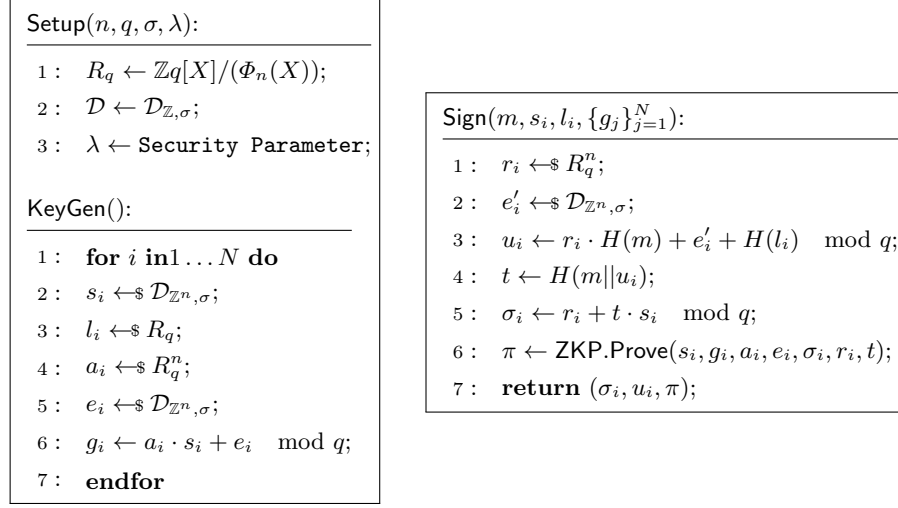 Setup(n, q, σ, λ):
1 : R_q ← ℤq[X]/(Φ_n(X));
2 : 𝒟 ← 𝒟_{ℤ,σ};
3 : λ ← Security Parameter;
KeyGen():
1 : for i in1 … N do
2 : s_i ←$ 𝒟_{ℤ^n,σ};
3 : l_i ←$ R_q;
4 : a_i ←$ R_q^n;
5 : e_i ←$ 𝒟_{ℤ^n,σ};
6 : g_i ← a_i · s_i + e_i mod q;
7 : endfor
Sign(m, s_i, l_i, {g_j}_{j=1}^N):
1 : r_i ←$ R_q^n;
2 : e′_i ←$ 𝒟_{ℤ^n,σ};
3 : u_i ← r_i · H(m) + e′_i + H(l_i) mod q;
4 : t ← H(m||u_i);
5 : σ_i ← r_i + t · s_i mod q;
6 : π ← ZKP.Prove(s_i, g_i, a_i, e_i, σ_i, r_i, t);
7 : return (σ_i, u_i, π);